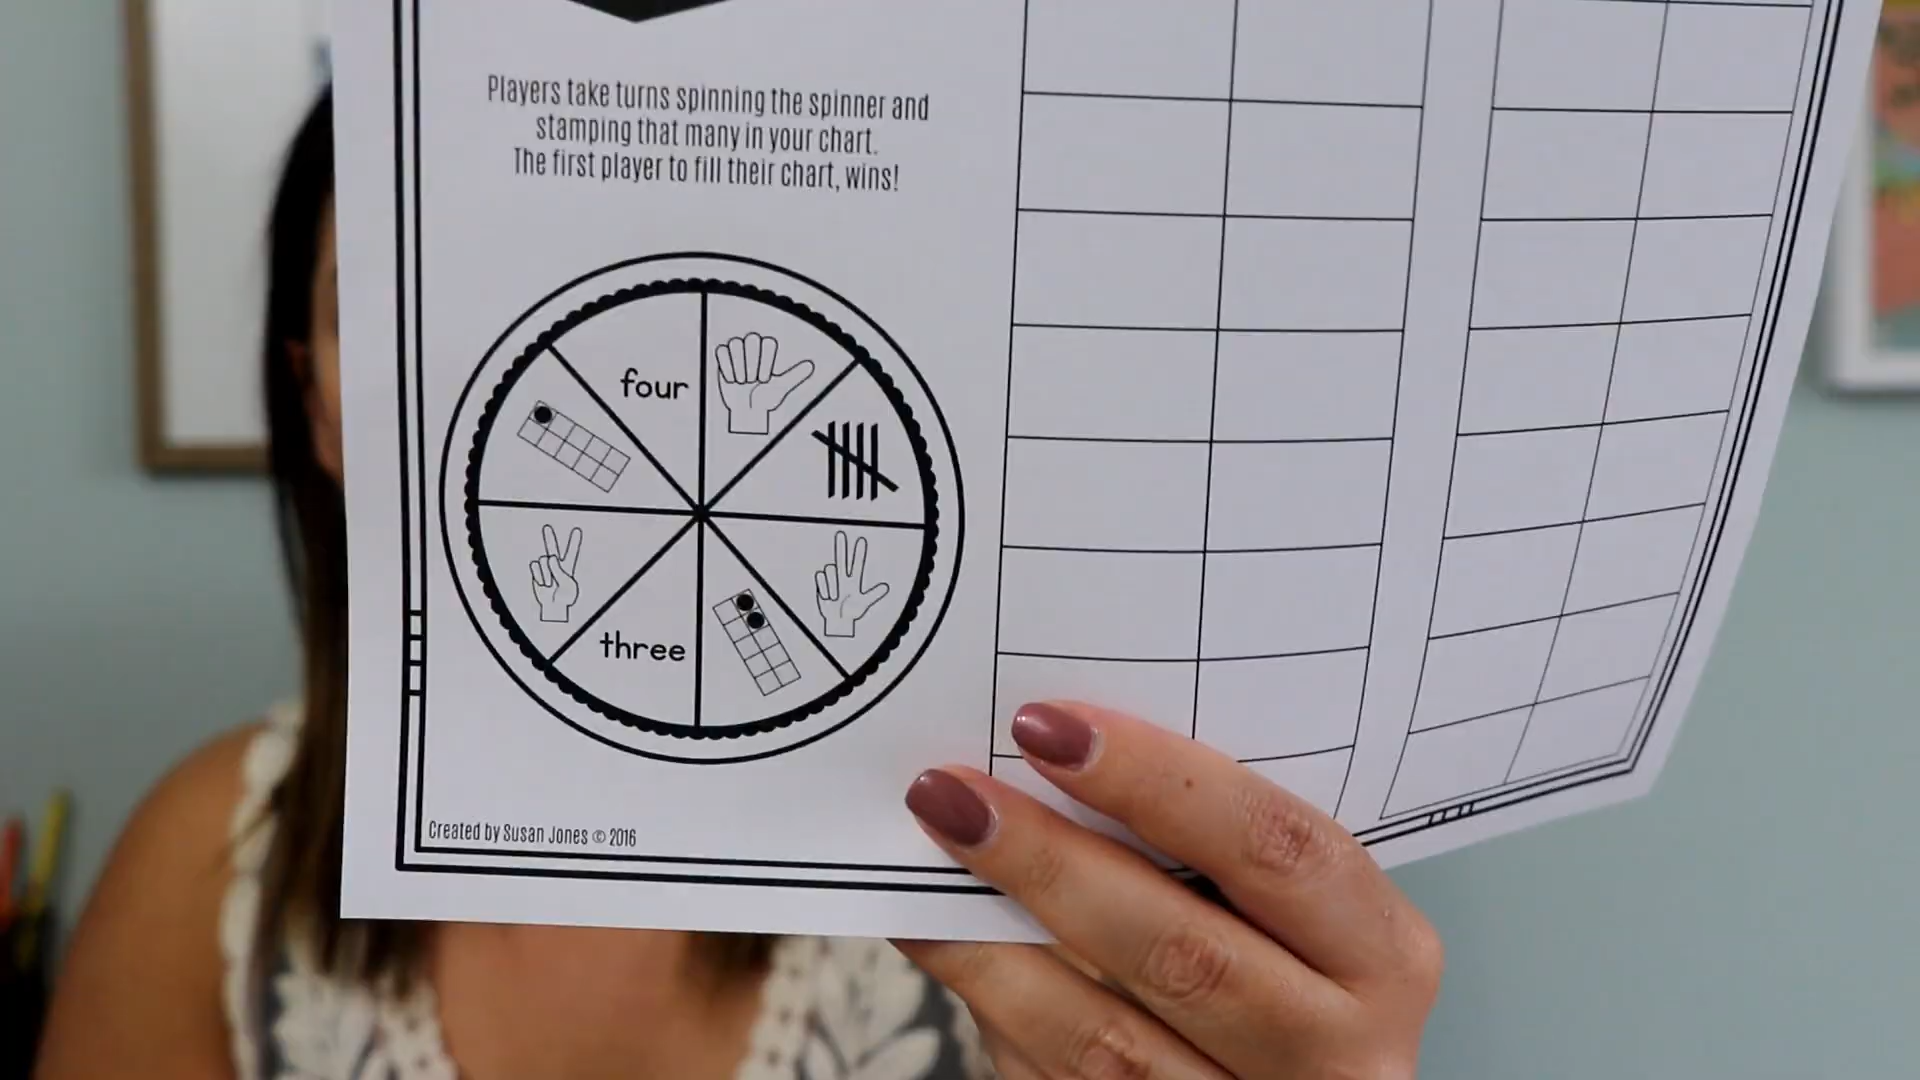 Players take turns spinning the spinner and
stamping that many in your chart.
The first player to fill their chart, wins!
four
three
Created by Susan Jones © 2016